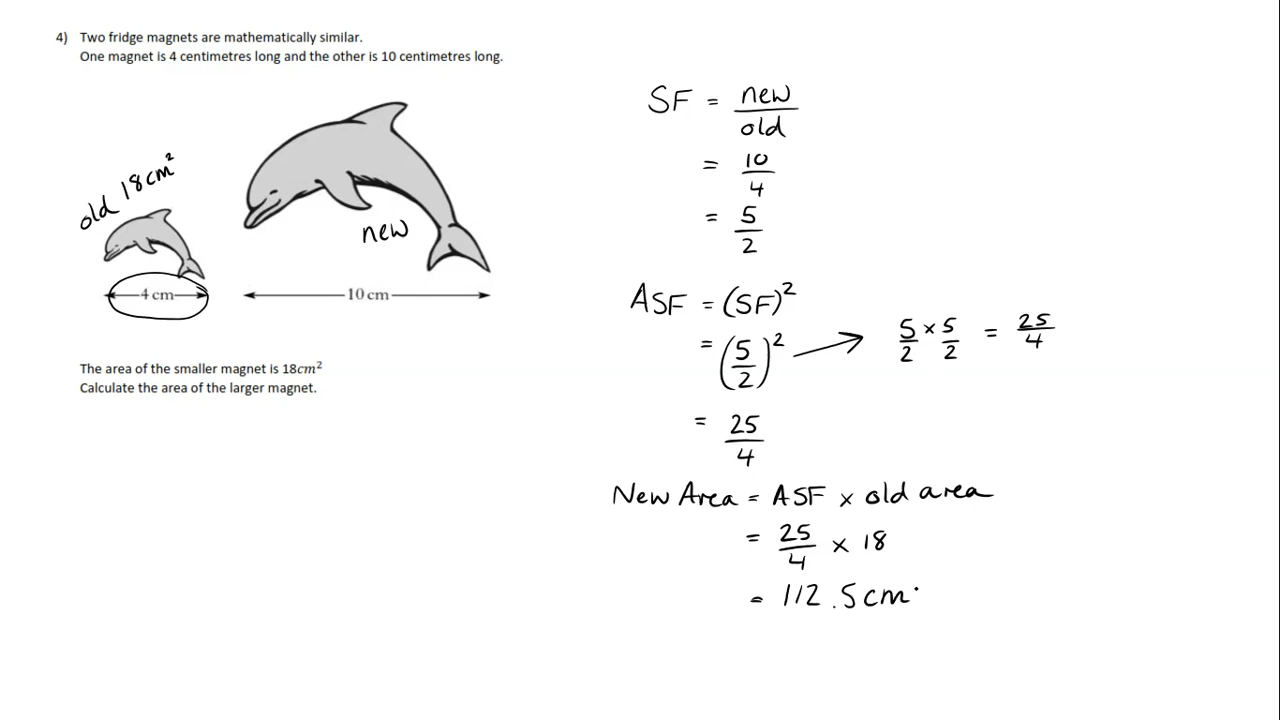 4) Two fridge magnets are mathematically similar.
One magnet is 4 centimetres long and the other is 10 centimetres long.
old 18cm²
new
4 cm
10 cm
The area of the smaller magnet is 18cm²
Calculate the area of the larger magnet.
SF = new/old
= 10/4
= 5/2
ASF = (SF)²
= (5/2)² → 5/2 × 5/2 = 25/4
= 25/4
New Area = ASF × old area
= 25/4 × 18
= 112.5cm